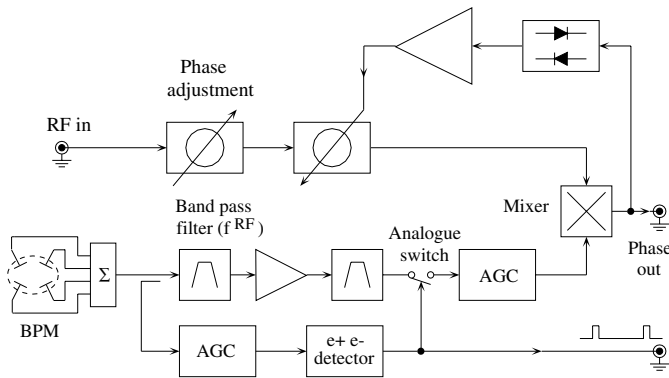 Phase
adjustment
RF in
Band pass
filter (f RF)
Mixer
Analogue
switch
Phase
out
Σ
AGC
BPM
AGC
e+ e-
detector